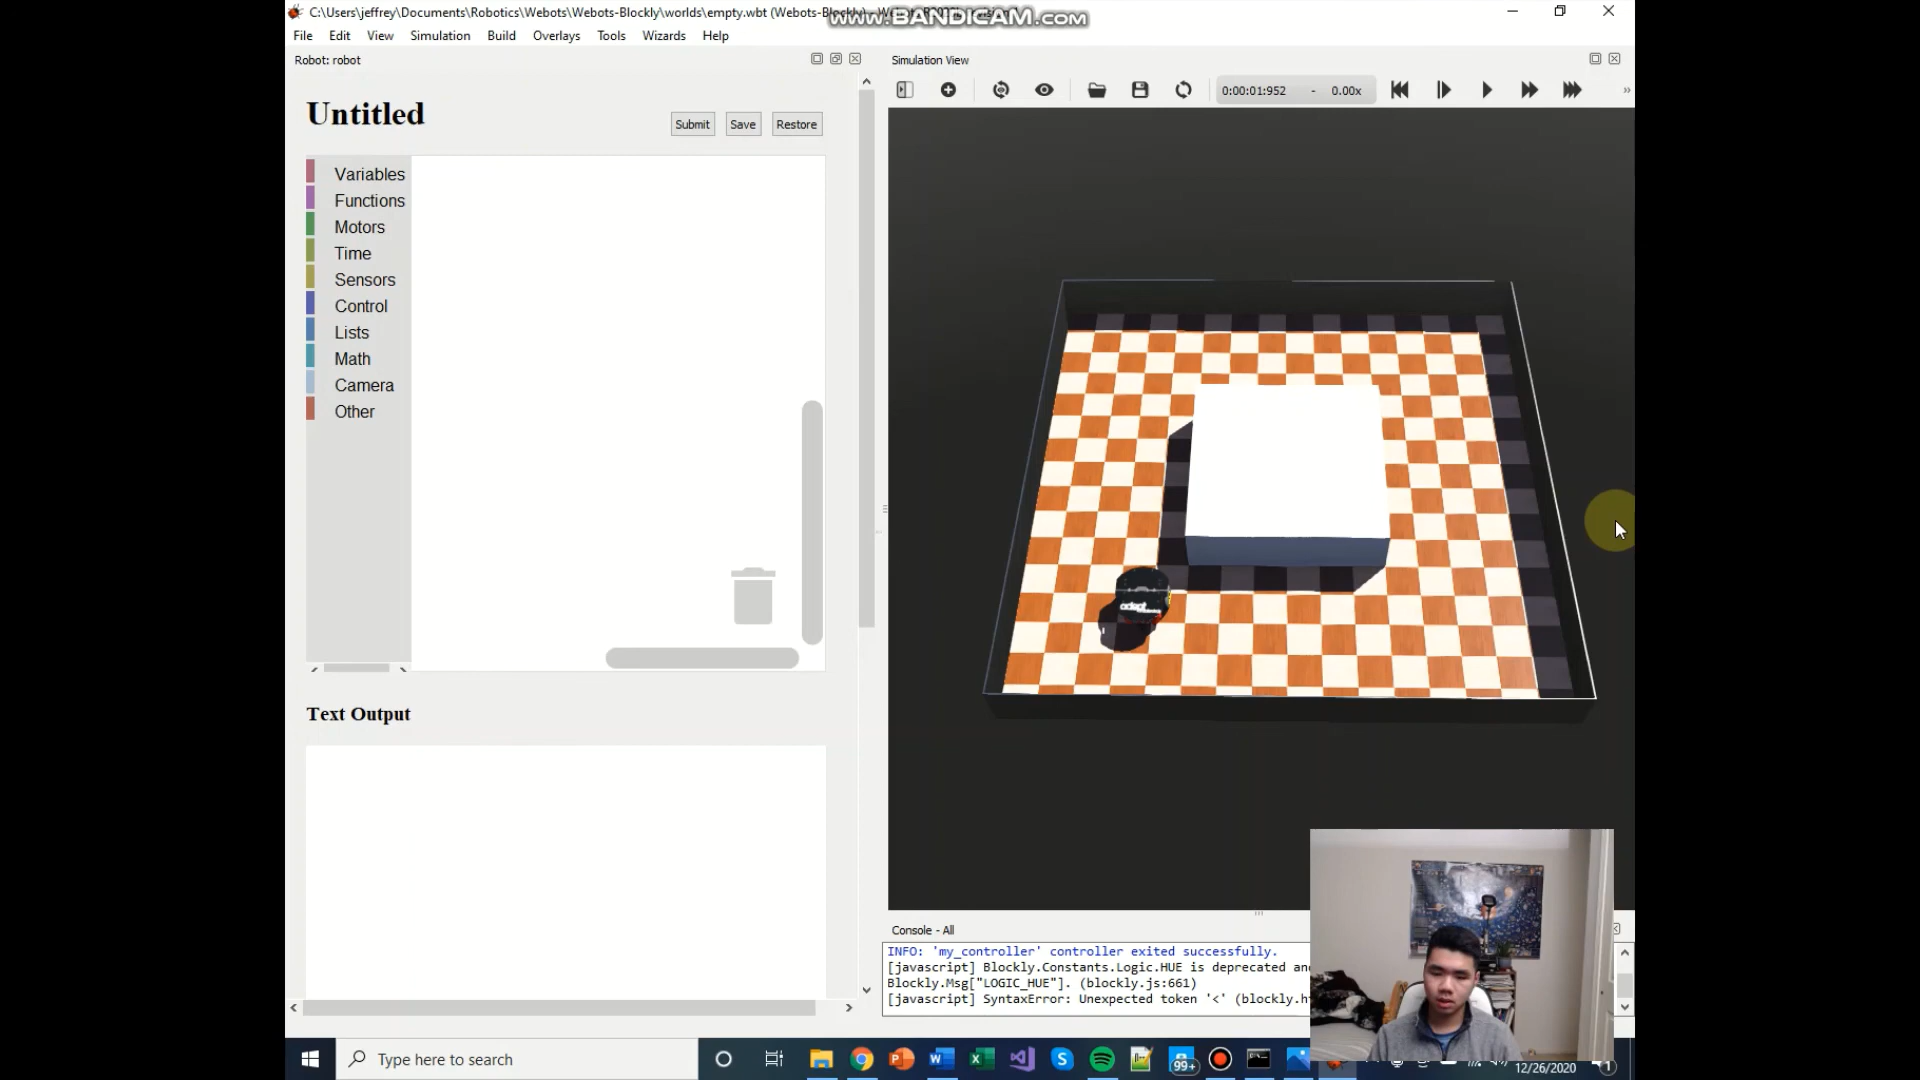 C:\Users\jeffrey\Documents\Robotics\Webots\Webots-Blockly\worlds\empty.wbt (Webots-Blockly)
www.BANDICAM.com
File Edit View Simulation Build Overlays Tools Wizards Help
Robot: robot
Simulation View
0:00:01:952 - 0.00x
Untitled
Submit Save Restore
Variables
Functions
Motors
Time
Sensors
Control
Lists
Math
Camera
Other
adept
Text Output
Console - All
INFO: 'my_controller' controller exited successfully.
[javascript] Blockly.Constants.Logic.HUE is deprecated
Blockly.Msg["LOGIC_HUE"]. (blockly.js:661)
[javascript] SyntaxError: Unexpected token '<'
Type here to search
99+
12/26/2020
1